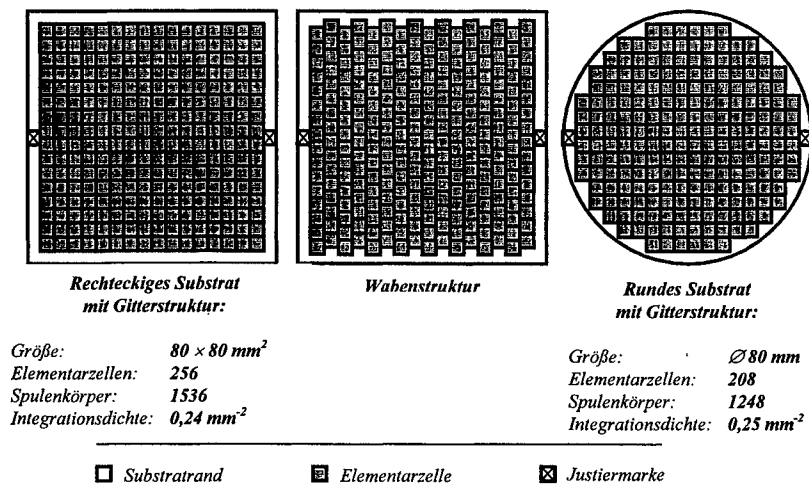 Rechteckiges Substrat
mit Gitterstruktur:
Größe: 80 × 80 mm²
Elementarzellen: 256
Spulenkörper: 1536
Integrationsdichte: 0,24 mm⁻²
Wabenstruktur
Rundes Substrat
mit Gitterstruktur:
Größe: Ø 80 mm
Elementarzellen: 208
Spulenkörper: 1248
Integrationsdichte: 0,25 mm⁻²
Substratrand
Elementarzelle
Justiermarke